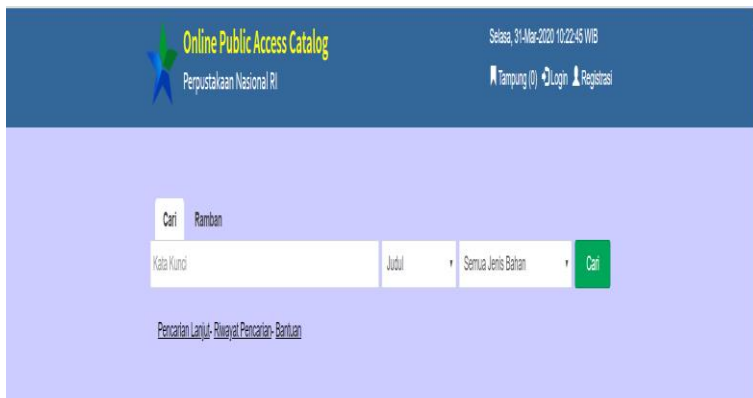 Online Public Access Catalog
Perpustakaan Nasional RI
Selasa, 31-Mar-2020 10:22:45 WIB
Tampung (0) Login Registrasi
Cari Ramban
Kata Kunci Judul Semua Jenis Bahan Cari
Pencarian Lanjut- Riwayat Pencarian- Bantuan